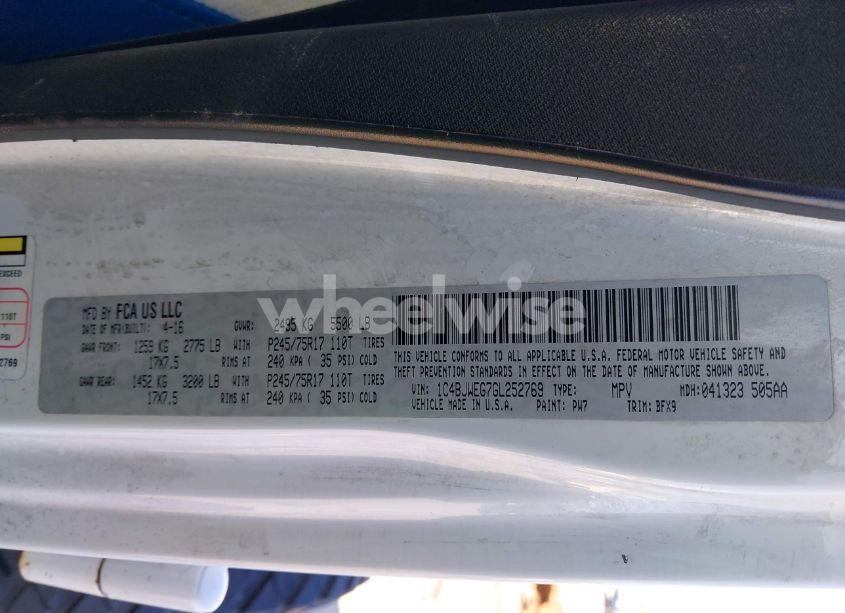 EXCEED
110T
PSI
2769
MFD BY FCA US LLC
DATE OF MFR(BUILT): 4-16 GVWR: 2495 KG 5500 LB
GAWR FRONT: 1259 KG 2775 LB WITH P245/75R17 110T TIRES
17X7.5 RIMS AT 240 KPA ( 35 PSI) COLD
GAWR REAR: 1452 KG 3200 LB WITH P245/75R17 110T TIRES
17X7.5 RIMS AT 240 KPA ( 35 PSI) COLD
THIS VEHICLE CONFORMS TO ALL APPLICABLE U.S.A. FEDERAL MOTOR VEHICLE SAFETY AND
THEFT PREVENTION STANDARDS IN EFFECT ON THE DATE OF MANUFACTURE SHOWN ABOVE.
VIN: 1C4BJWEG7GL252769 TYPE: MPV MDH:041323 505AA
VEHICLE MADE IN U.S.A. PAINT: PW7 TRIM: BFX9
wheelwise